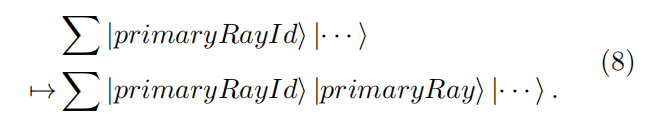 ∑ |primaryRayId⟩ |···⟩
↦ ∑ |primaryRayId⟩ |primaryRay⟩ |···⟩ . (8)